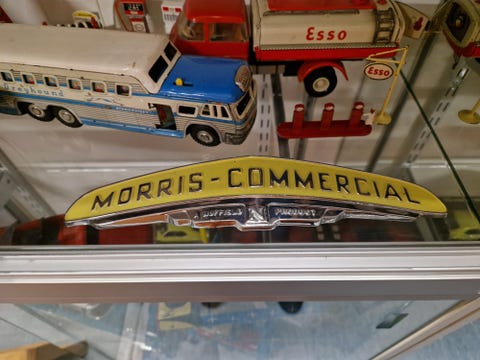 Esso
Greyhound
Esso
MORRIS-COMMERCIAL
NUFFIELD PRODUCT